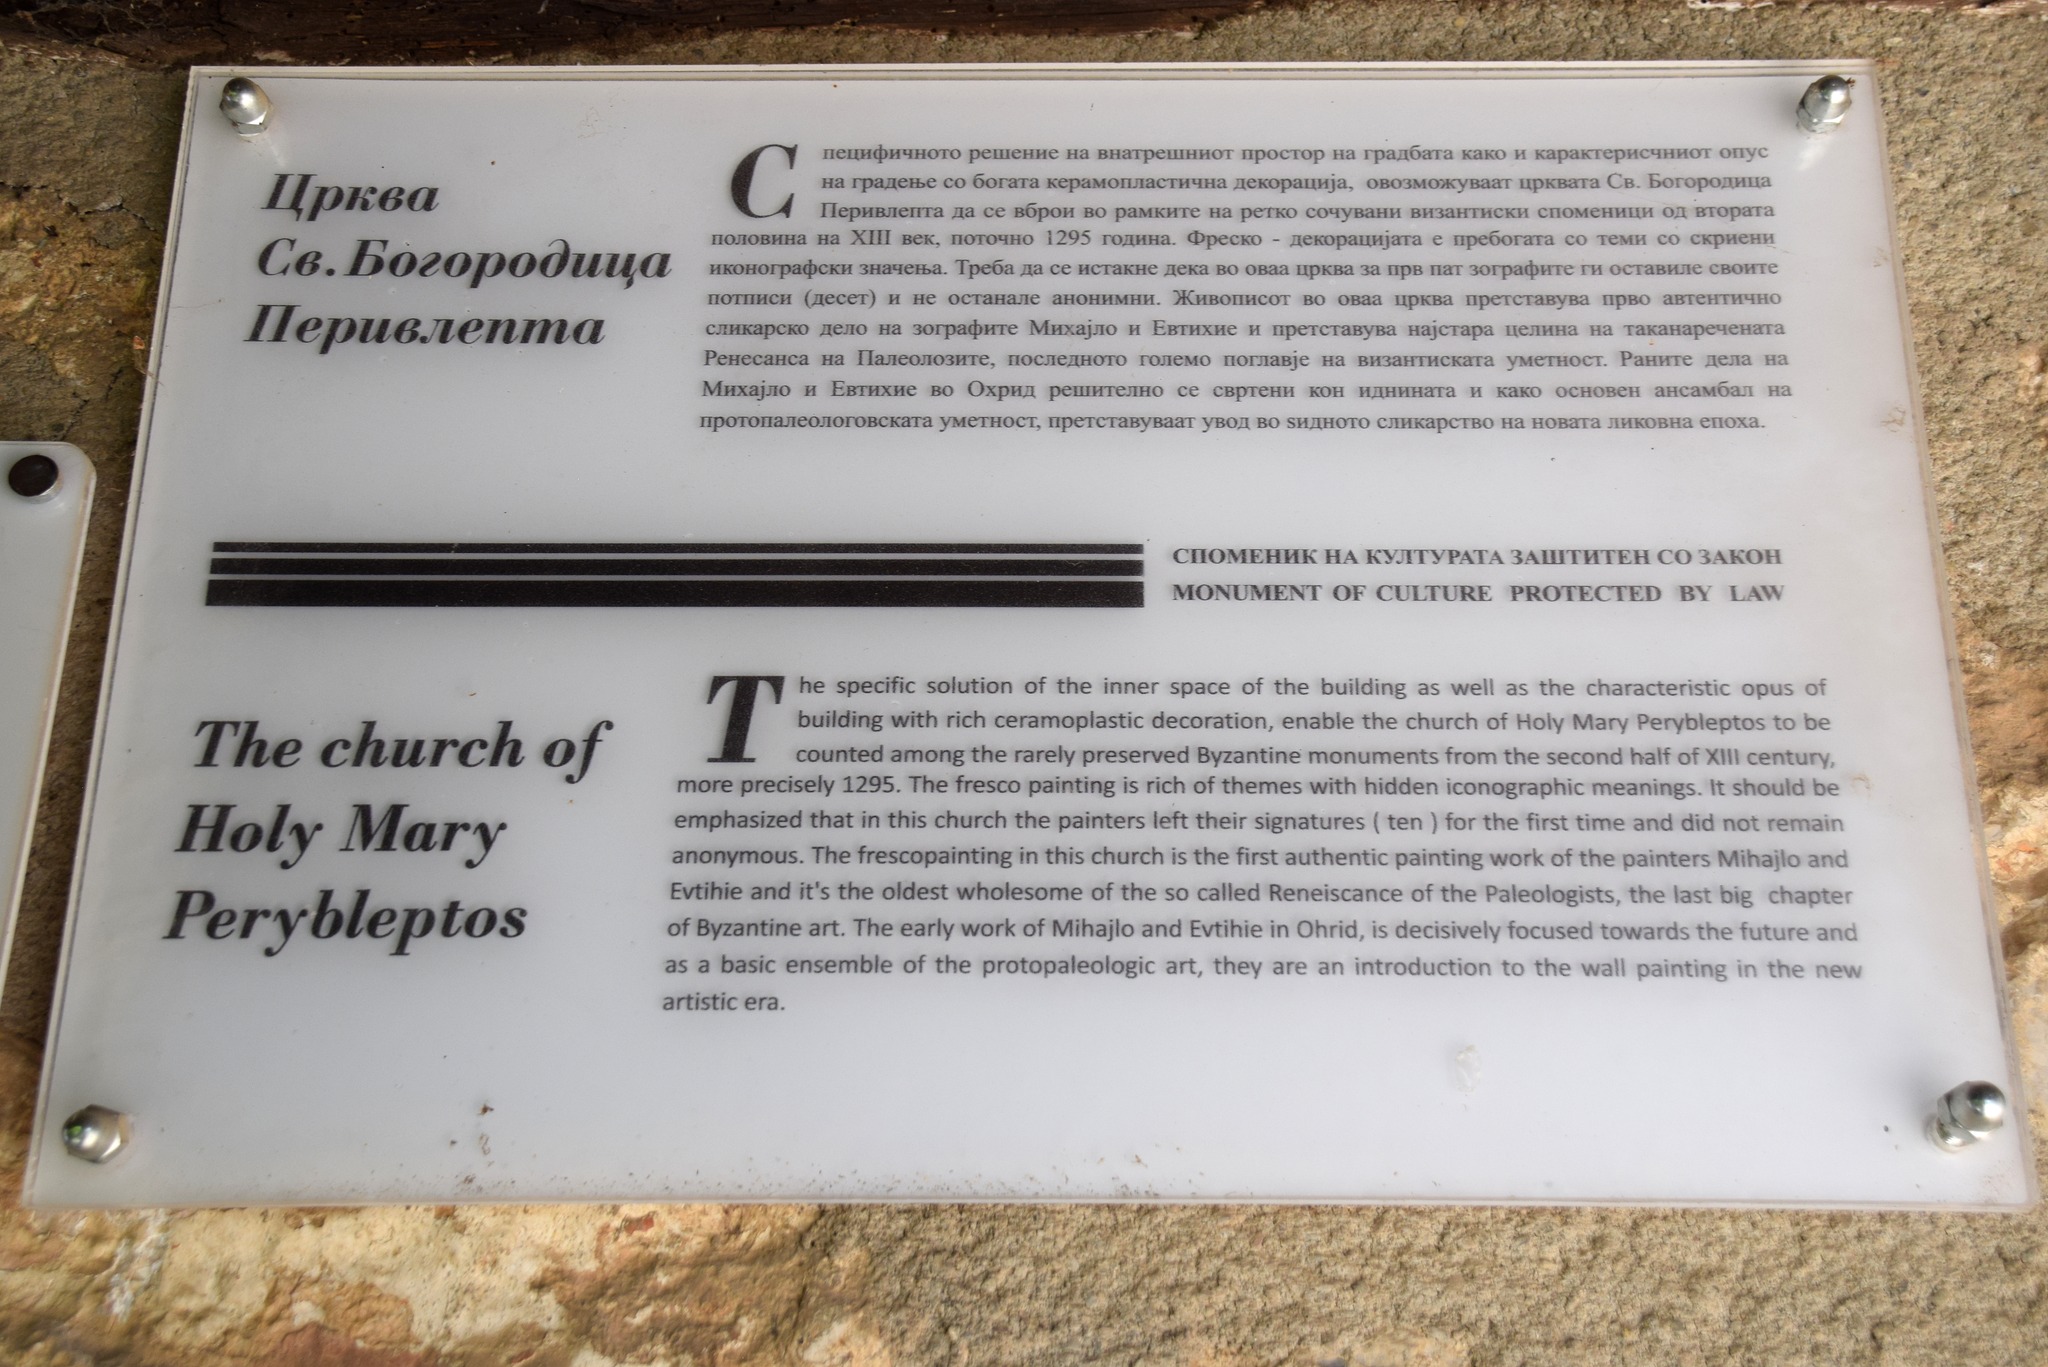 Црква
Св.Богородица
Перивлепта
Специфичното решение на внатрешниот простор на градбата како и карактерисчниот опус
на градење со богата керамопластична декорација, овозможуваат црквата Св. Богородица
Перивлепта да се вброи во рамките на ретко сочувани византиски споменици од втората
половина на XIII век, поточно 1295 година. Фреско - декорацијата е пребогата со теми со скриени
иконографски значења. Треба да се истакне дека во оваа црква за прв пат зографите ги оставиле своите
потписи (десет) и не останале анонимни. Живописот во оваа црква претставува прво автентично
сликарско дело на зографите Михајло и Евтихие и претставува најстара целина на таканаречената
Ренесанса на Палеолозите, последното големо поглавје на византиската уметност. Раните дела на
Михајло и Евтихие во Охрид решително се свртени кон иднината и како основен ансамбал на
протопалеологовската уметност, претставуваат увод во ѕидното сликарство на новата ликовна епоха.
СПОМЕНИК НА КУЛТУРАТА ЗАШТИТЕН СО ЗАКОН
MONUMENT OF CULTURE PROTECTED BY LAW
The church of
Holy Mary
Perybleptos
The specific solution of the inner space of the building as well as the characteristic opus of
building with rich ceramoplastic decoration, enable the church of Holy Mary Perybleptos to be
counted among the rarely preserved Byzantine monuments from the second half of XIII century,
more precisely 1295. The fresco painting is rich of themes with hidden iconographic meanings. It should be
emphasized that in this church the painters left their signatures ( ten ) for the first time and did not remain
anonymous. The frescopainting in this church is the first authentic painting work of the painters Mihajlo and
Evtihie and it's the oldest wholesome of the so called Reneiscance of the Paleologists, the last big chapter
of Byzantine art. The early work of Mihajlo and Evtihie in Ohrid, is decisively focused towards the future and
as a basic ensemble of the protopaleologic art, they are an introduction to the wall painting in the new
artistic era.